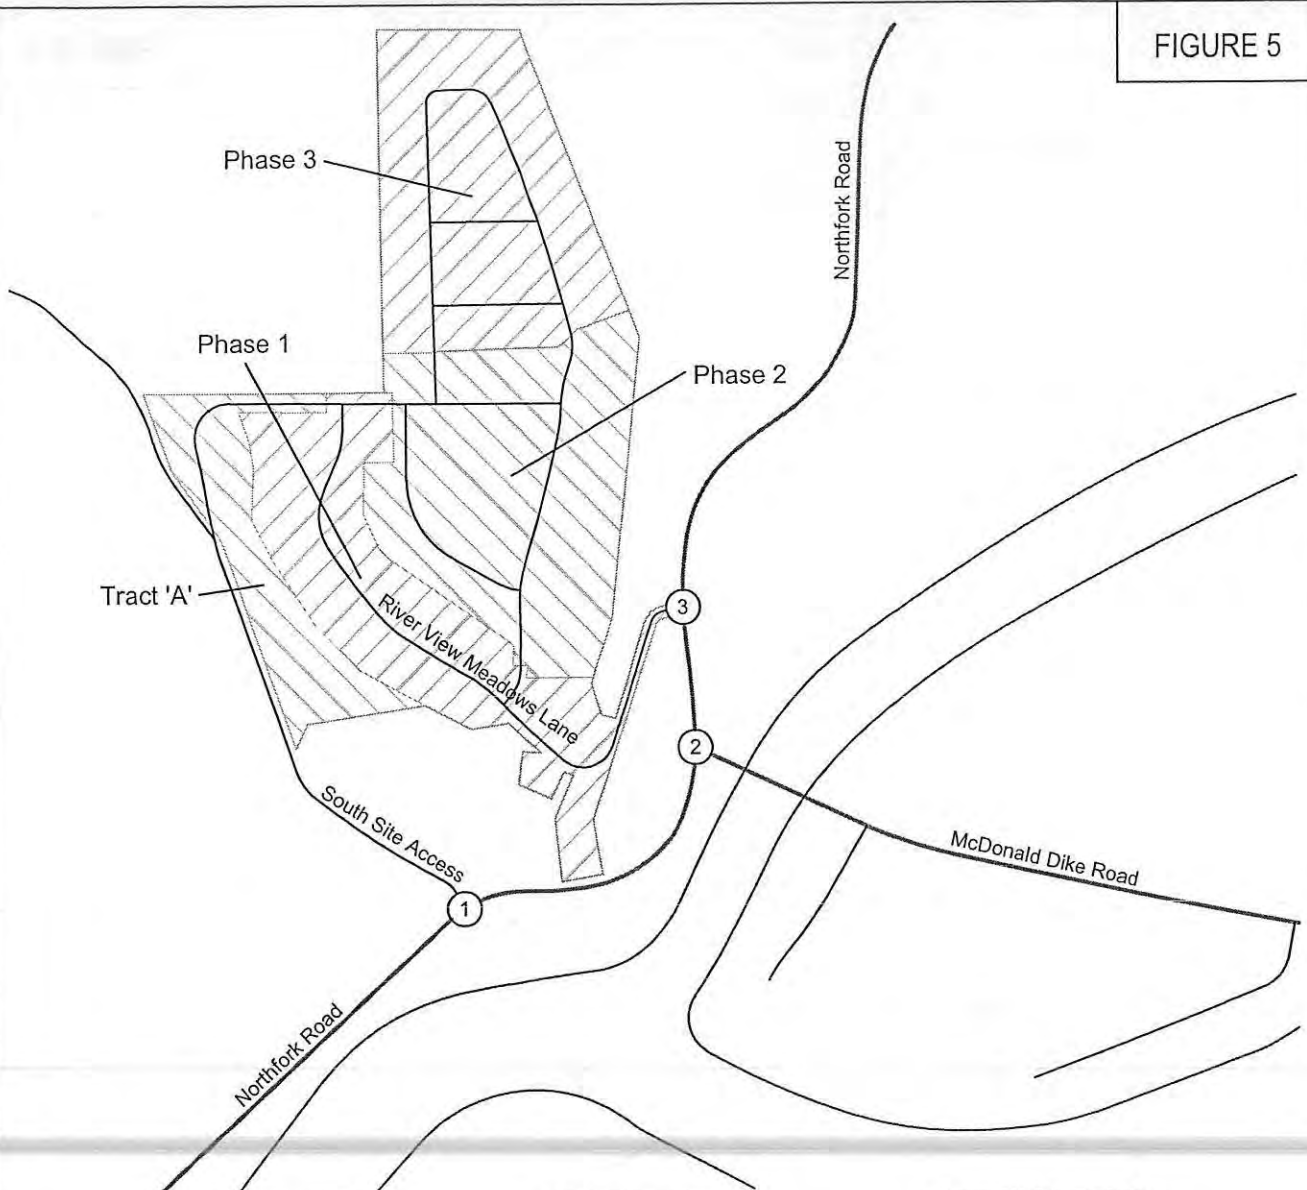 FIGURE 5
Phase 3
Northfork Road
Phase 1
Phase 2
Tract 'A'
River View Meadows Lane
3
2
South Site Access
McDonald Dike Road
1
Northfork Road